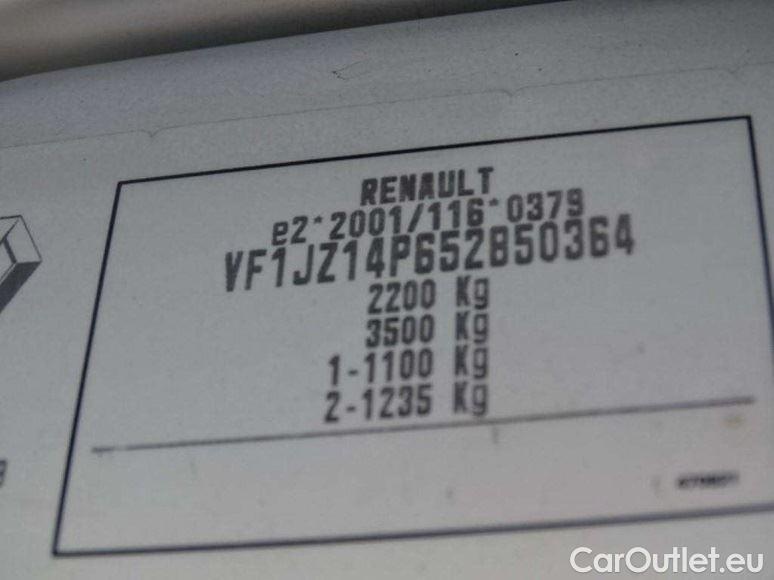 RENAULT
e2*2001/116*0379
VF1JZ14P652850364
2200 Kg
3500 Kg
1-1100 Kg
2-1235 Kg
CarOutlet.eu